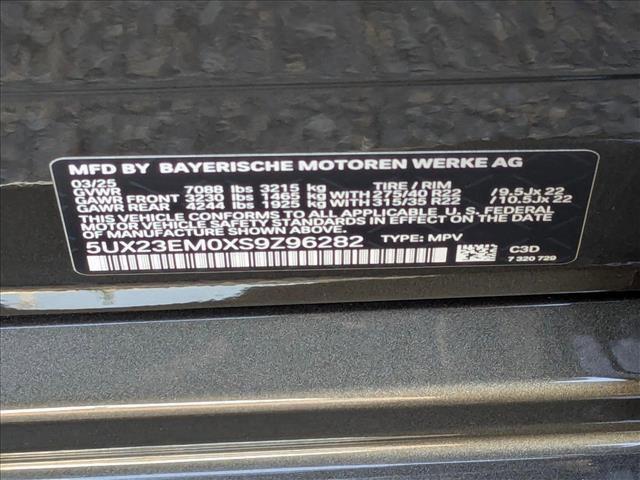 MFD BY BAYERISCHE MOTOREN WERKE AG
03/25 TIRE / RIM
GVWR 7088 lbs 3215 kg
GAWR FRONT 3230 lbs 1465 kg WITH 275/40 R22 /9.5Jx22
GAWR REAR 4244 lbs 1925 kg WITH 315/35 R22 /10.5Jx22
THIS VEHICLE CONFORMS TO ALL APPLICABLE U.S. FEDERAL
MOTOR VEHICLE SAFETY STANDARDS IN EFFECT ON THE DATE
OF MANUFACTURE SHOWN ABOVE.
5UX23EM0XS9Z96282 TYPE: MPV
C3D
7 320 729